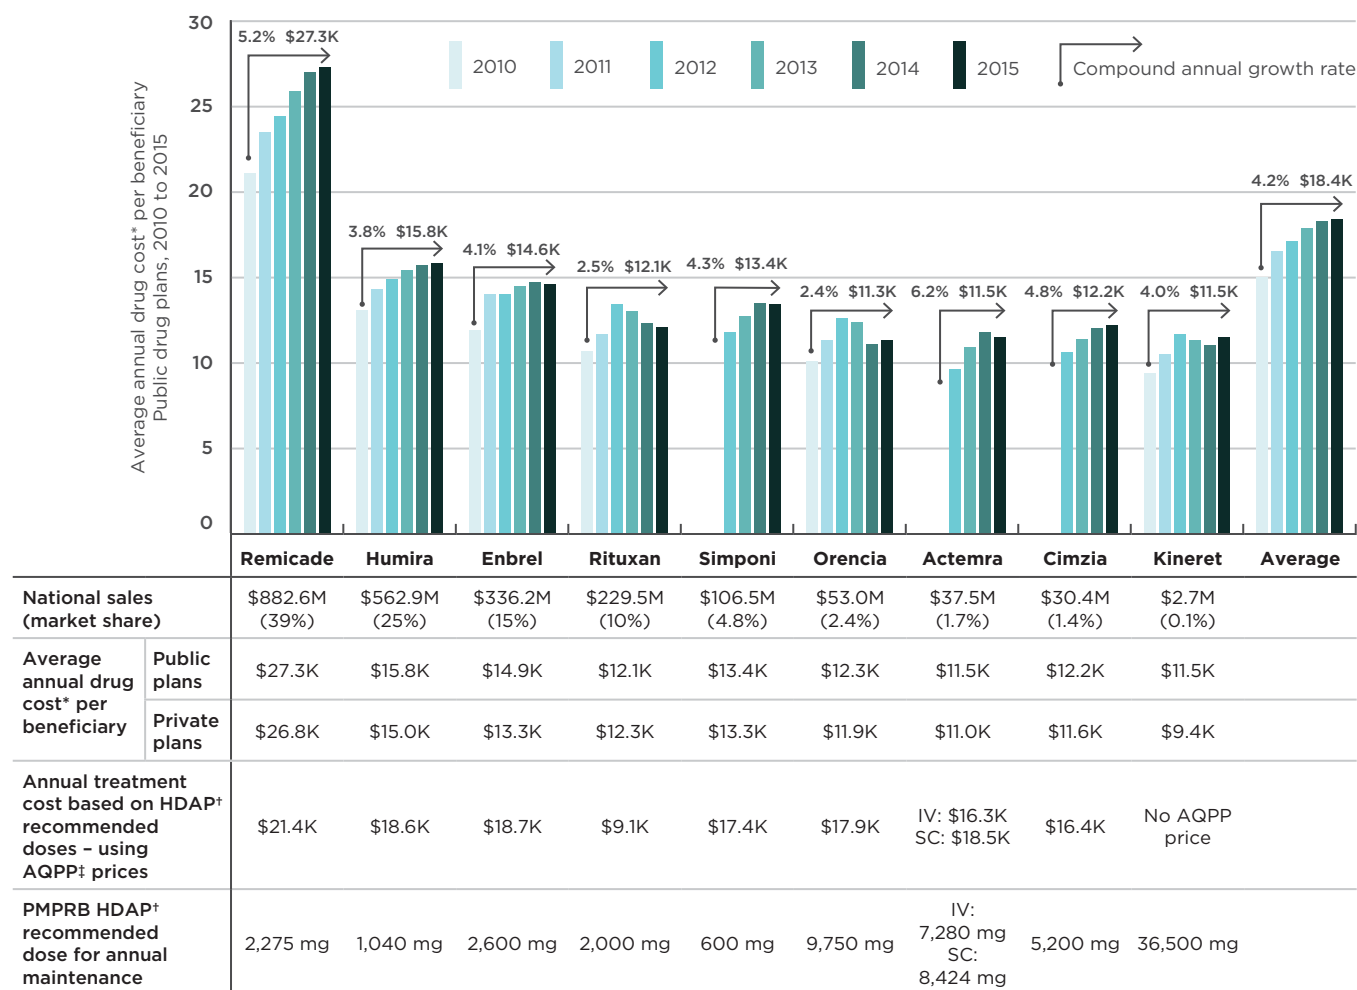 Average annual drug cost* per beneficiary
Public drug plans, 2010 to 2015
30
25
20
15
10
5
0
2010
2011
2012
2013
2014
2015
Compound annual growth rate
5.2% $27.3K
3.8% $15.8K
4.1% $14.6K
2.5% $12.1K
4.3% $13.4K
2.4% $11.3K
6.2% $11.5K
4.8% $12.2K
4.0% $11.5K
4.2% $18.4K
Remicade Humira Enbrel Rituxan Simponi Orencia Actemra Cimzia Kineret Average
National sales
(market share)
$882.6M $562.9M $336.2M $229.5M $106.5M $53.0M $37.5M $30.4M $2.7M
(39%) (25%) (15%) (10%) (4.8%) (2.4%) (1.7%) (1.4%) (0.1%)
Average
annual drug
cost* per
beneficiary
Public
plans
$27.3K $15.8K $14.9K $12.1K $13.4K $12.3K $11.5K $12.2K $11.5K
Private
plans
$26.8K $15.0K $13.3K $12.3K $13.3K $11.9K $11.0K $11.6K $9.4K
Annual treatment
cost based on HDAP†
recommended
doses – using
AQPP‡ prices
$21.4K $18.6K $18.7K $9.1K $17.4K $17.9K
IV: $16.3K
SC: $18.5K
$16.4K
No AQPP
price
PMPRB HDAP†
recommended
dose for annual
maintenance
2,275 mg 1,040 mg 2,600 mg 2,000 mg 600 mg 9,750 mg
IV:
7,280 mg
SC:
8,424 mg
5,200 mg 36,500 mg